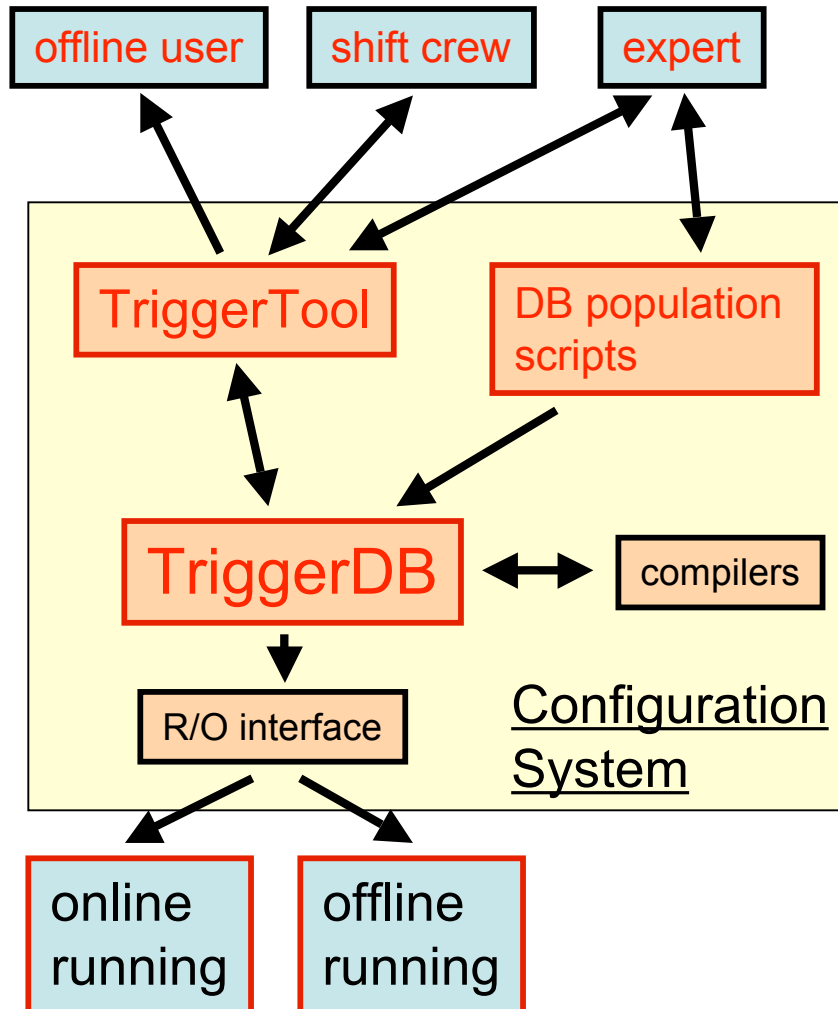 offline user
shift crew
expert
TriggerTool
DB population
scripts
TriggerDB
compilers
R/O interface
Configuration
System
online
running
offline
running